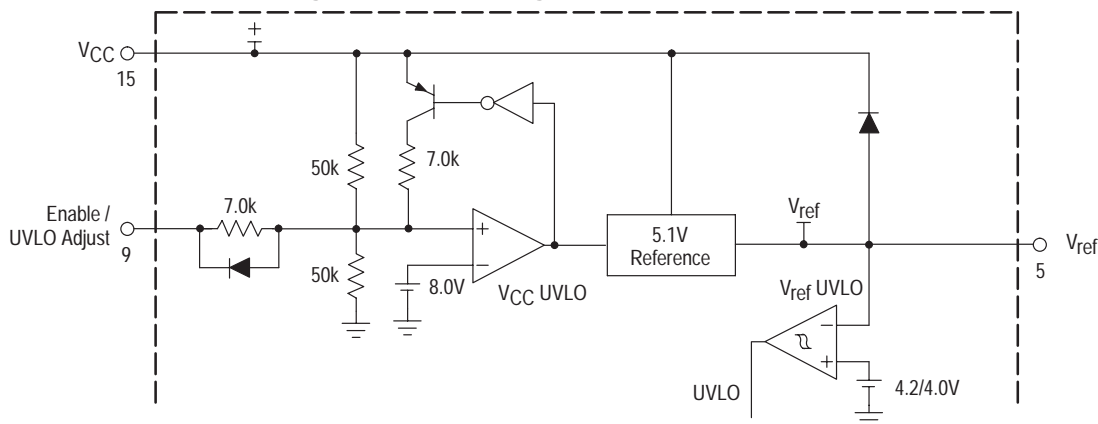 +
VCC
15
50k
7.0k
Enable /
UVLO Adjust
9
7.0k
50k
8.0V
+
−
VCC UVLO
5.1V
Reference
Vref
Vref
5
Vref UVLO
−
+
UVLO
4.2/4.0V